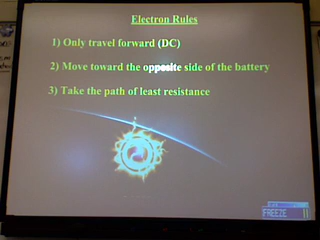 Electron Rules
1) Only travel forward (DC)
2) Move toward the opposite side of the battery
3) Take the path of least resistance
FREEZE